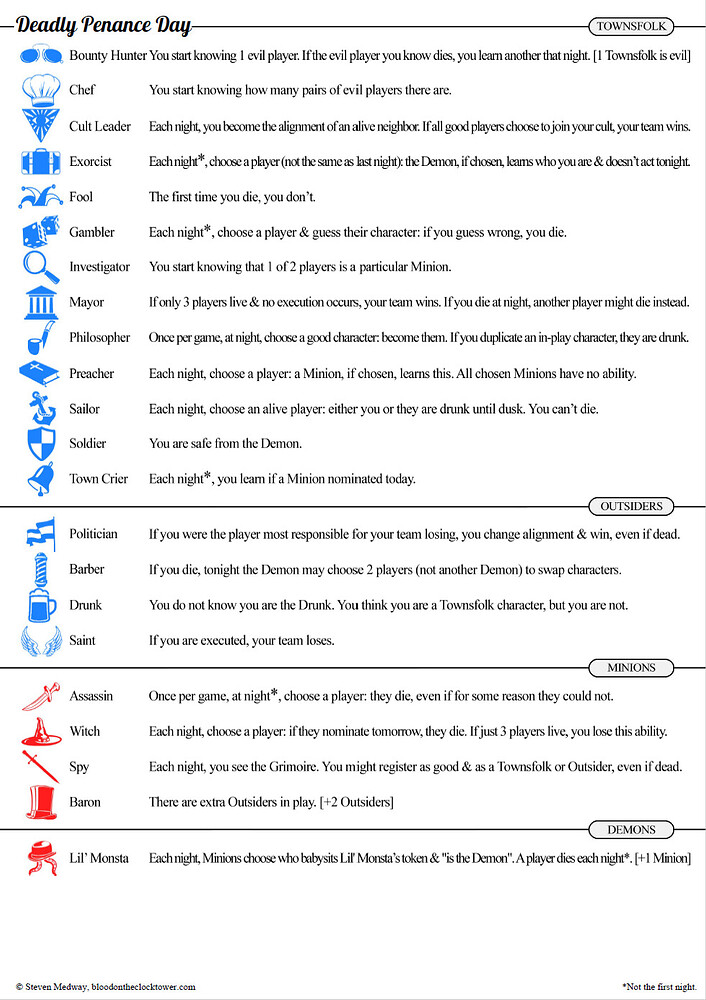 Deadly Penance Day
TOWNSFOLK
Bounty Hunter You start knowing 1 evil player. If the evil player you know dies, you learn another that night. [1 Townsfolk is evil]
Chef You start knowing how many pairs of evil players there are.
Cult Leader Each night, you become the alignment of an alive neighbor. If all good players choose to join your cult, your team wins.
Exorcist Each night*, choose a player (not the same as last night): the Demon, if chosen, learns who you are & doesn't act tonight.
Fool The first time you die, you don't.
Gambler Each night*, choose a player & guess their character: if you guess wrong, you die.
Investigator You start knowing that 1 of 2 players is a particular Minion.
Mayor If only 3 players live & no execution occurs, your team wins. If you die at night, another player might die instead.
Philosopher Once per game, at night, choose a good character: become them. If you duplicate an in-play character, they are drunk.
Preacher Each night, choose a player: a Minion, if chosen, learns this. All chosen Minions have no ability.
Sailor Each night, choose an alive player: either you or they are drunk until dusk. You can't die.
Soldier You are safe from the Demon.
Town Crier Each night*, you learn if a Minion nominated today.
OUTSIDERS
Politician If you were the player most responsible for your team losing, you change alignment & win, even if dead.
Barber If you die, tonight the Demon may choose 2 players (not another Demon) to swap characters.
Drunk You do not know you are the Drunk. You think you are a Townsfolk character, but you are not.
Saint If you are executed, your team loses.
MINIONS
Assassin Once per game, at night*, choose a player: they die, even if for some reason they could not.
Witch Each night, choose a player: if they nominate tomorrow, they die. If just 3 players live, you lose this ability.
Spy Each night, you see the Grimoire. You might register as good & as a Townsfolk or Outsider, even if dead.
Baron There are extra Outsiders in play. [+2 Outsiders]
DEMONS
Lil' Monsta Each night, Minions choose who babysits Lil' Monsta's token & "is the Demon". A player dies each night*. [+1 Minion]
© Steven Medway, bloodontheclocktower.com
*Not the first night.